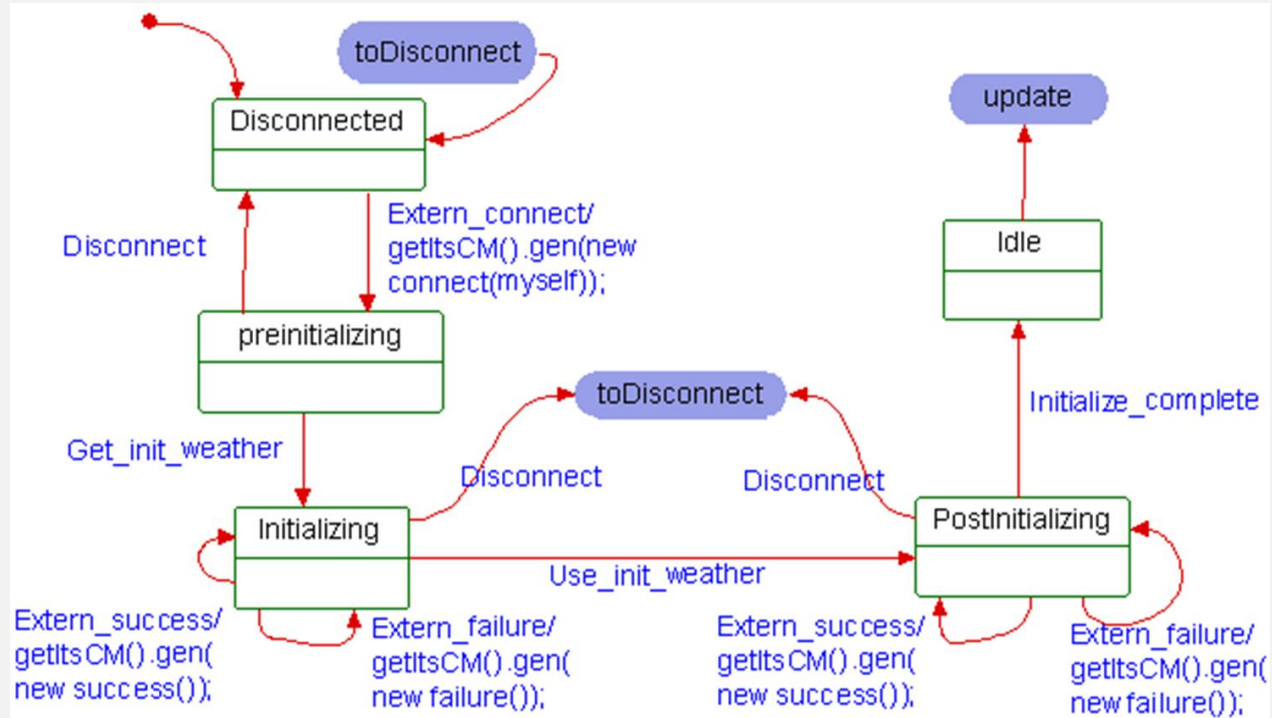 toDisconnect
update
Disconnected
Extern_connect/
getItsCM().gen(new
connect(myself));
Disconnect
Idle
preinitializing
toDisconnect
Initialize_complete
Get_init_weather
Disconnect
Disconnect
Initializing
PostInitializing
Use_init_weather
Extern_success/
getItsCM().gen(
new success());
Extern_failure/
getItsCM().gen(
new failure());
Extern_success/
getItsCM().gen(
new success());
Extern_failure/
getItsCM().gen(
new failure());